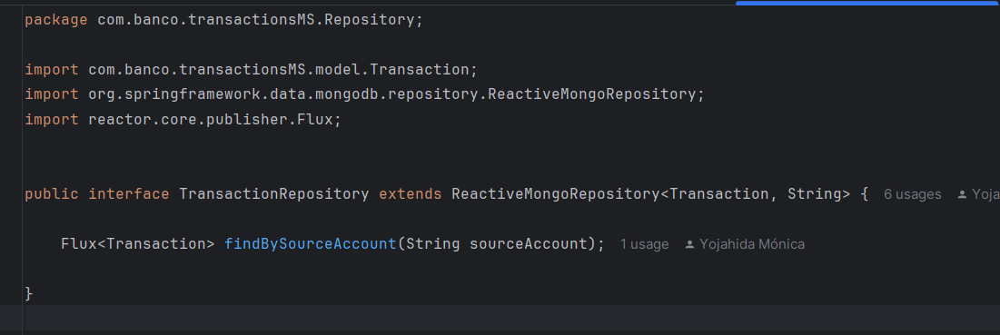 package com.banco.transactionsMS.Repository;
import com.banco.transactionsMS.model.Transaction;
import org.springframework.data.mongodb.repository.ReactiveMongoRepository;
import reactor.core.publisher.Flux;
public interface TransactionRepository extends ReactiveMongoRepository<Transaction, String> { 6 usages Yoja
Flux<Transaction> findBySourceAccount(String sourceAccount); 1 usage Yojahida Mónica
}